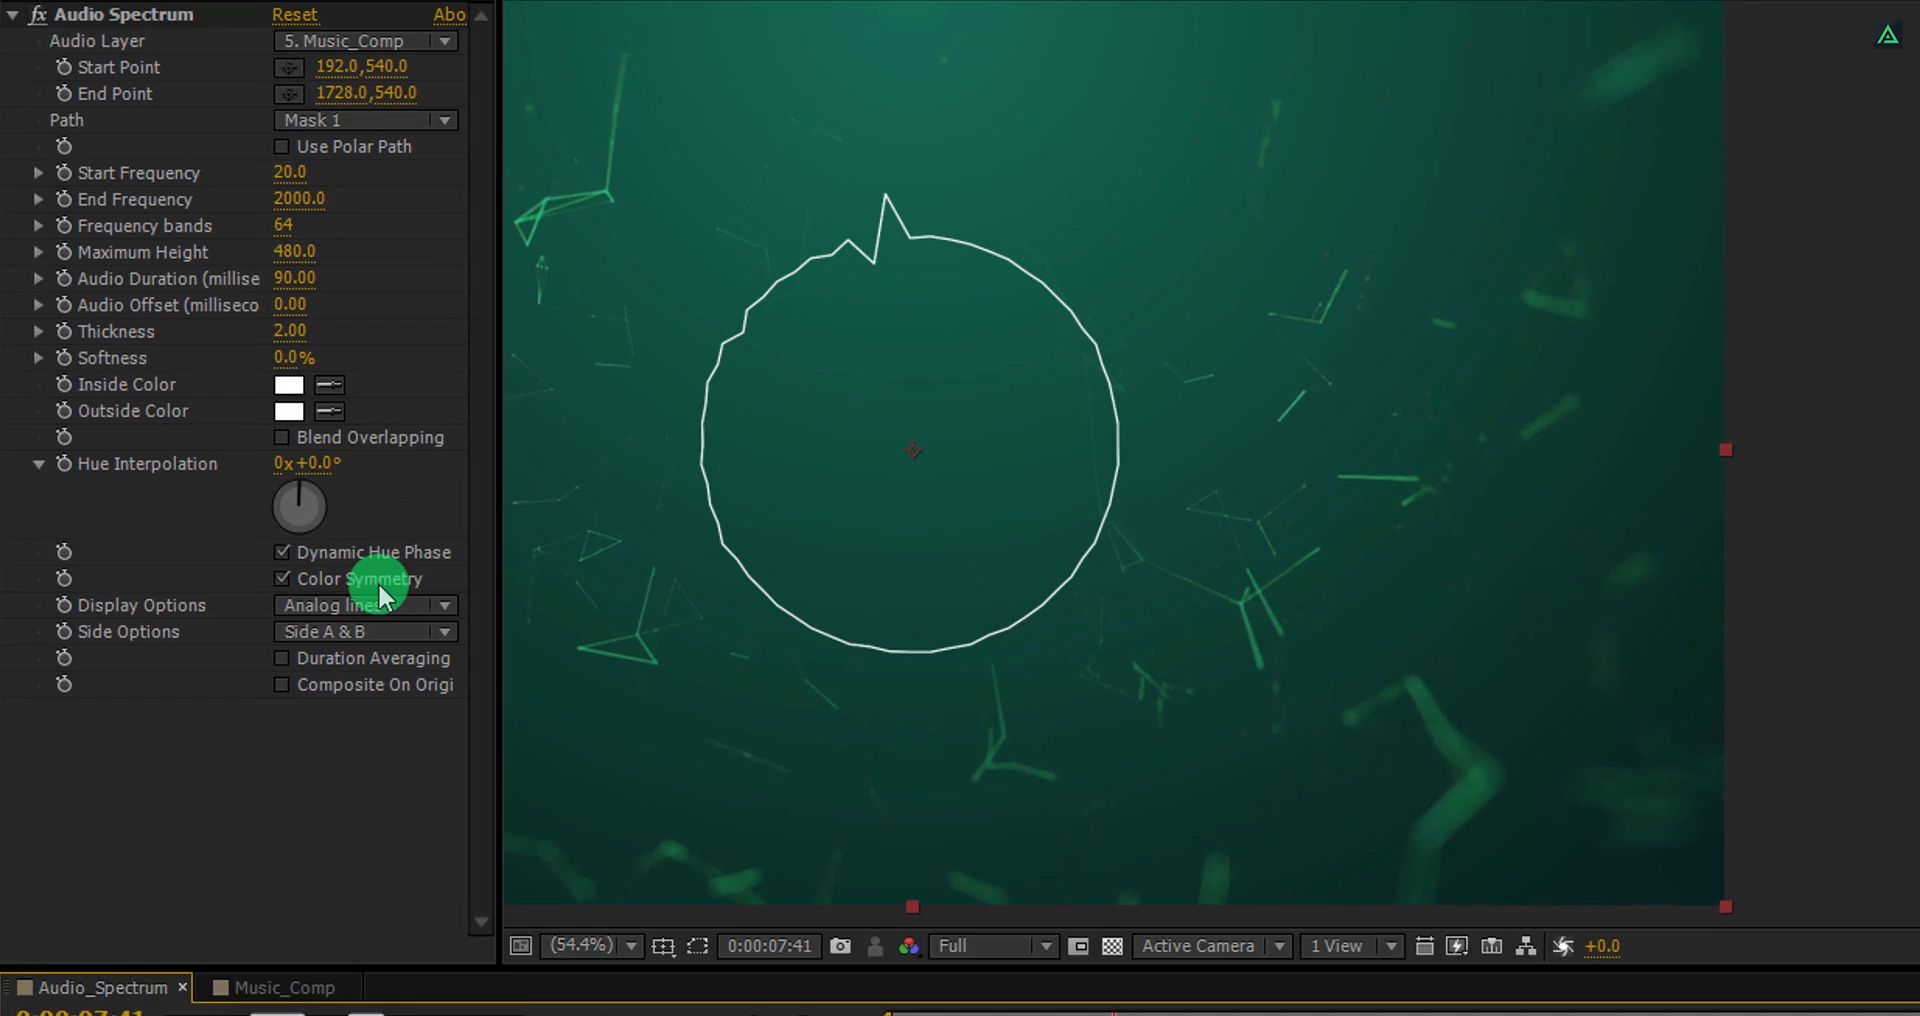 fx Audio Spectrum Reset Abo
Audio Layer 5. Music_Comp
Start Point 192.0,540.0
End Point 1728.0,540.0
Path Mask 1
Use Polar Path
Start Frequency 20.0
End Frequency 2000.0
Frequency bands 64
Maximum Height 480.0
Audio Duration (millise 90.00
Audio Offset (milliseco 0.00
Thickness 2.00
Softness 0.0%
Inside Color
Outside Color
Blend Overlapping
Hue Interpolation 0x+0.0°
Dynamic Hue Phase
Color Symmetry
Display Options Analog lines
Side Options Side A & B
Duration Averaging
Composite On Origi
(54.4%) 0:00:07:41 Full Active Camera 1 View +0.0
Audio_Spectrum × Music_Comp
0:00:07:41